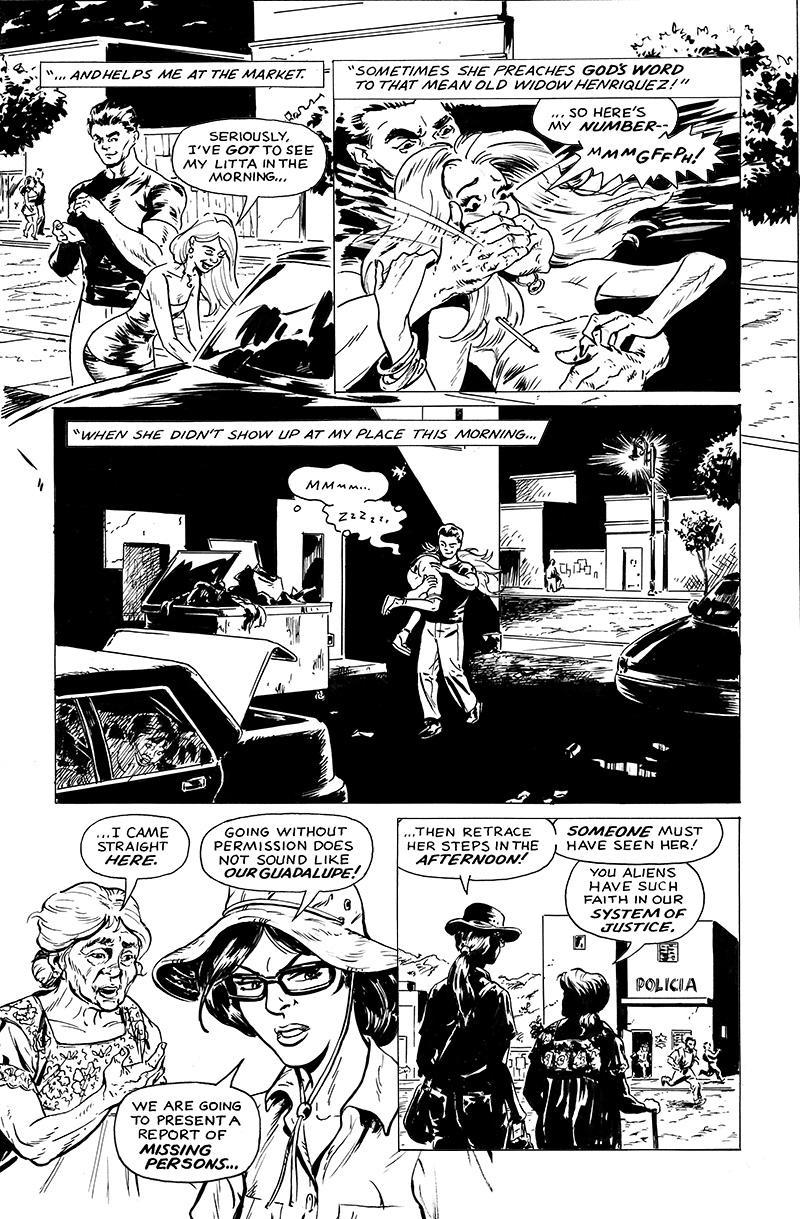 "... AND HELPS ME AT THE MARKET.
SERIOUSLY,
I'VE GOT TO SEE
MY LITTA IN THE
MORNING...
"SOMETIMES SHE PREACHES GOD'S WORD
TO THAT MEAN OLD WIDOW HENRIQUEZ!"
... SO HERE'S
MY NUMBER--
MMMGFFPH!
"WHEN SHE DIDN'T SHOW UP AT MY PLACE THIS MORNING...
MMMM...
ZZZZZ,,
...I CAME
STRAIGHT
HERE.
GOING WITHOUT
PERMISSION DOES
NOT SOUND LIKE
OUR GUADALUPE!
WE ARE GOING
TO PRESENT A
REPORT OF
MISSING
PERSONS...
...THEN RETRACE
HER STEPS IN THE
AFTERNOON!
SOMEONE MUST
HAVE SEEN HER!
YOU ALIENS
HAVE SUCH
FAITH IN OUR
SYSTEM OF
JUSTICE.
POLICIA